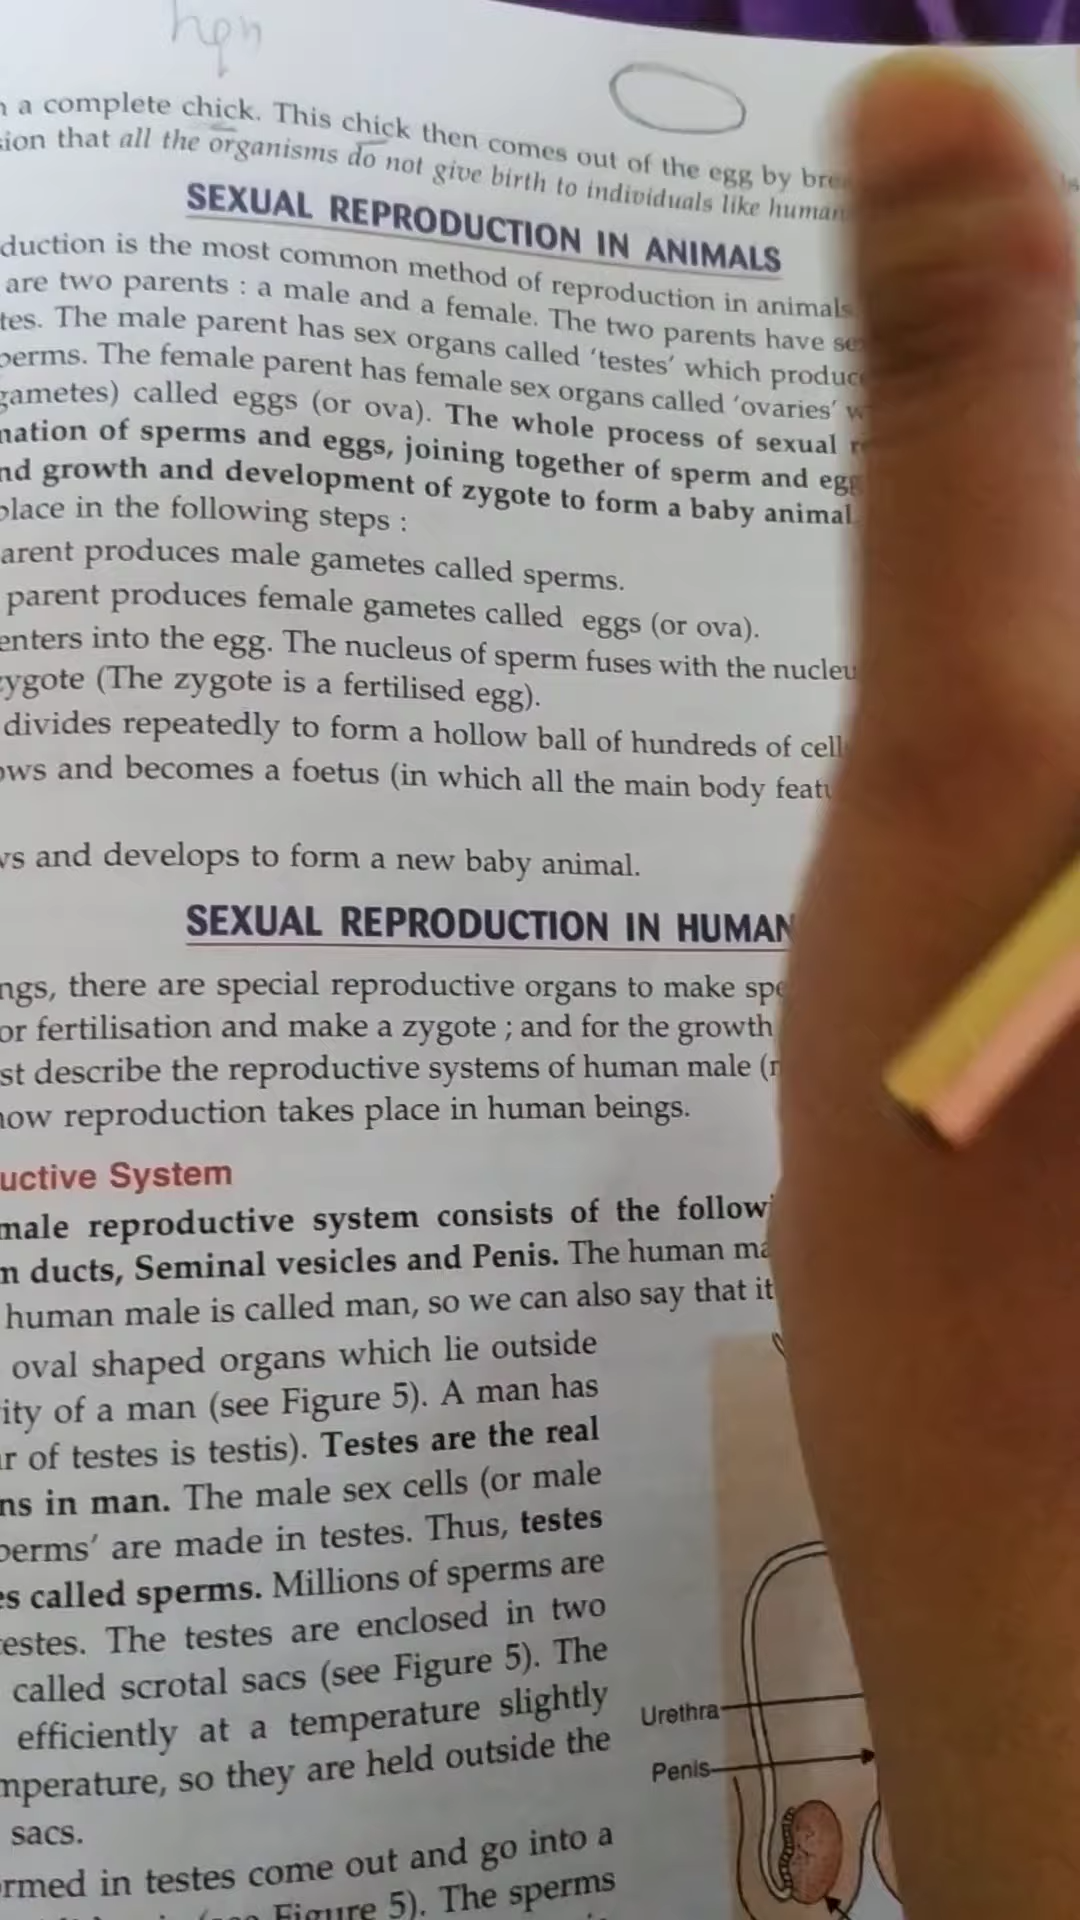 hen
a complete chick. This chick then comes out of the egg by
that all the organisms do not give birth to individuals like human
SEXUAL REPRODUCTION IN ANIMALS
duction is the most common method of reproduction in animals
are two parents : a male and a female. The two parents have
tes. The male parent has sex organs called 'testes' which produc
perms. The female parent has female sex organs called 'ovaries'
gametes) called eggs (or ova). The whole process of sexual
mation of sperms and eggs, joining together of sperm and egg
nd growth and development of zygote to form a baby animal
place in the following steps :
arent produces male gametes called sperms.
parent produces female gametes called eggs (or ova).
enters into the egg. The nucleus of sperm fuses with the nucleu
zygote (The zygote is a fertilised egg).
divides repeatedly to form a hollow ball of hundreds of cell
ows and becomes a foetus (in which all the main body featu
ws and develops to form a new baby animal.
SEXUAL REPRODUCTION IN HUMAN
ngs, there are special reproductive organs to make spe
or fertilisation and make a zygote ; and for the growth
st describe the reproductive systems of human male
how reproduction takes place in human beings.
uctive System
male reproductive system consists of the follow
ducts, Seminal vesicles and Penis. The human ma
human male is called man, so we can also say that it
oval shaped organs which lie outside
ity of a man (see Figure 5). A man has
r of testes is testis). Testes are the real
ns in man. The male sex cells (or male
perms' are made in testes. Thus, testes
es called sperms. Millions of sperms are
testes. The testes are enclosed in two
called scrotal sacs (see Figure 5). The
efficiently at a temperature slightly
mperature, so they are held outside the
sacs.
ormed in testes come out and go into a
Figure 5). The sperms
Urethra
Penis